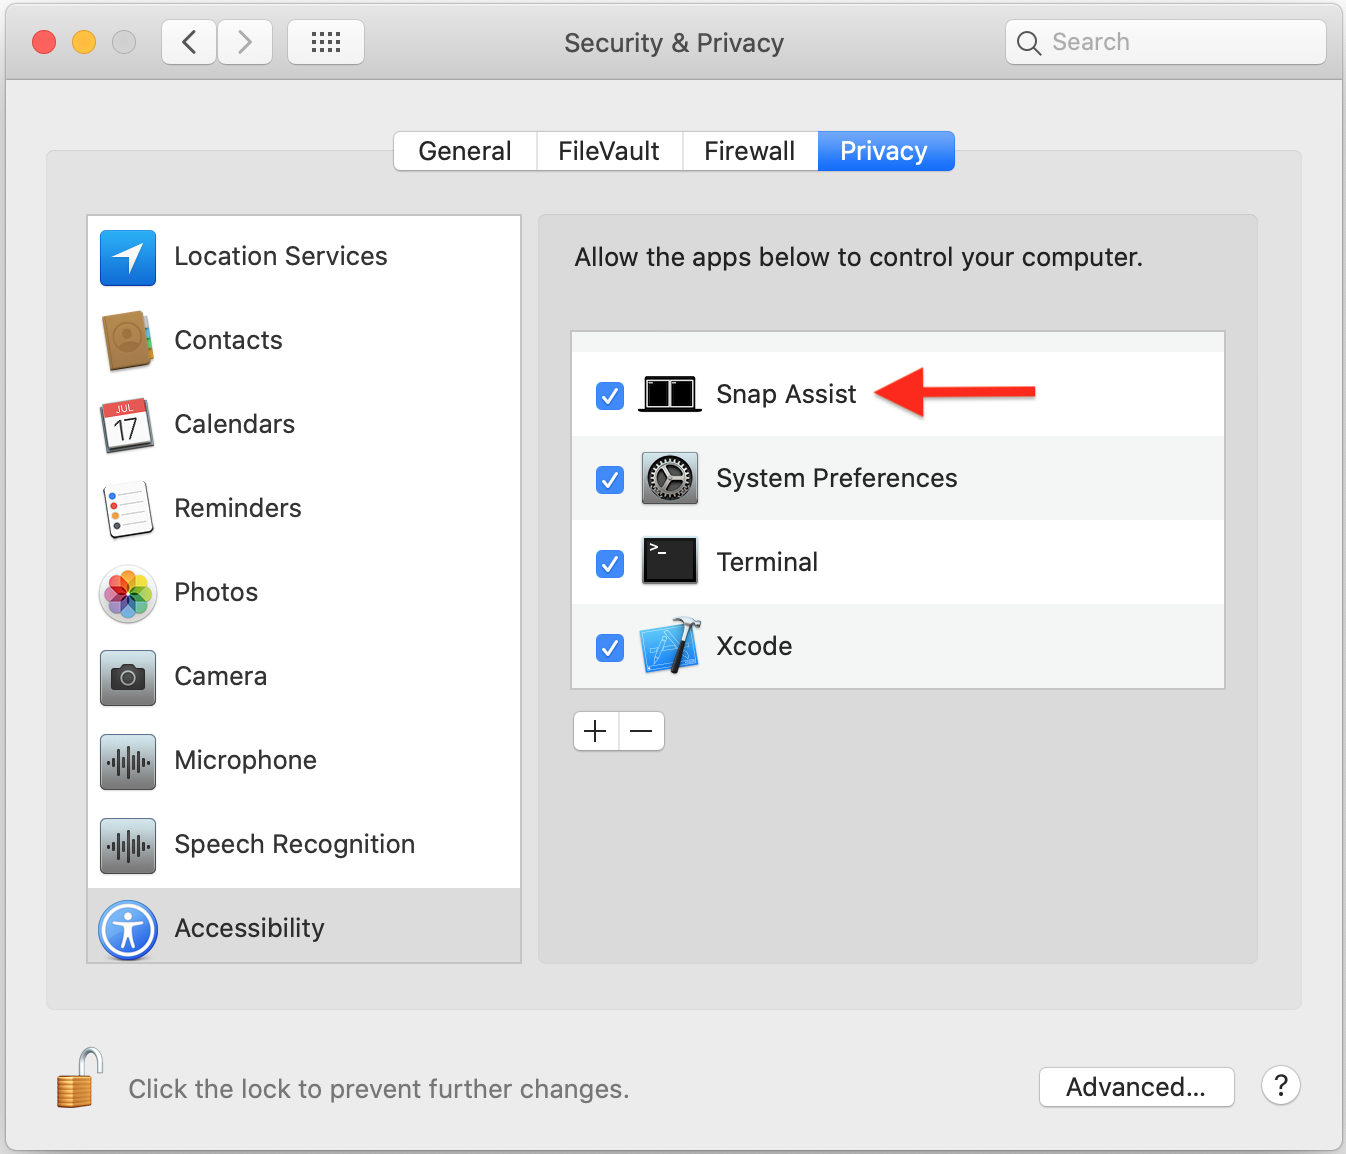 Security & Privacy
Search
General
FileVault
Firewall
Privacy
Location Services
Contacts
JUL
17
Calendars
Reminders
Photos
Camera
Microphone
Speech Recognition
Accessibility
Allow the apps below to control your computer.
Snap Assist
System Preferences
>_
Terminal
Xcode
Click the lock to prevent further changes.
Advanced...
?